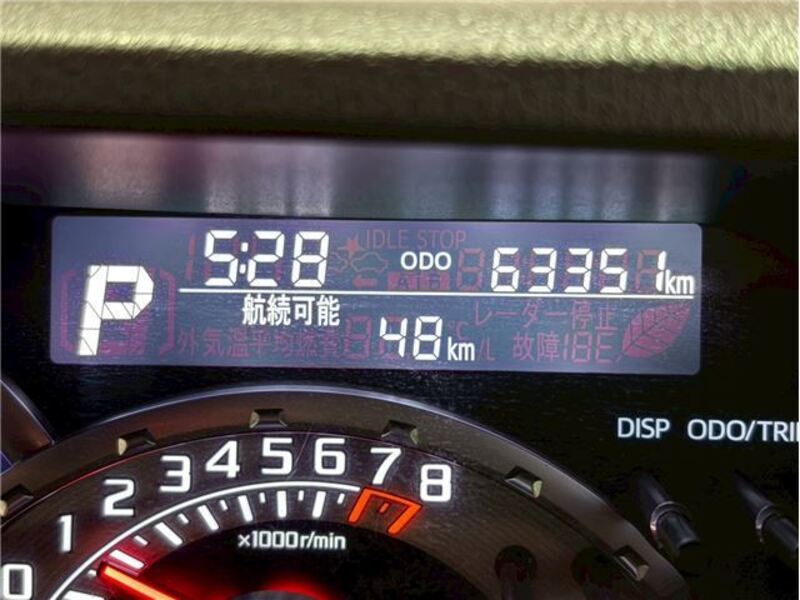 5:28 IDLE STOP ODO 63351km
P
航続可能 48km
レーダー停止
外気温平均燃費 ℃ /L 故障
DISP ODO/TRI
0 1 2 3 4 5 6 7 8
×1000r/min